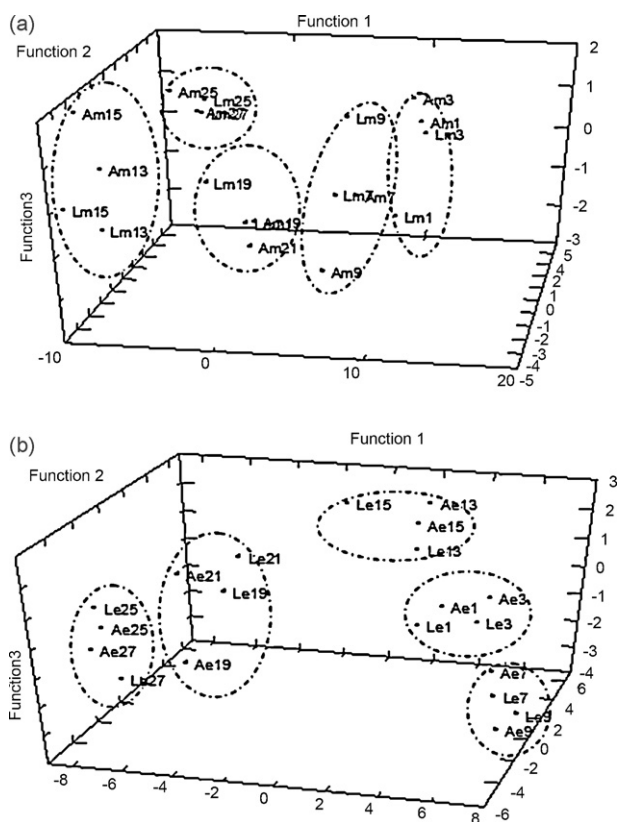 (a)
Function 1
Function 2
2
1
0
-1
-2
-3
Am25
Lm25
Am15
Am3
Lm9
Am1
Lm3
Am13
Lm19
Lm7
Am7
Lm15
Lm13
Am19
Lm1
Am21
Am9
Function3
5
4
2
1
0
-1
-2
-3
-4
-5
-10
0
10
20
(b)
Function 1
Function 2
3
2
1
0
-1
-2
-3
-4
Le15
Ae13
Ae15
Le13
Le21
Ae21
Le19
Le25
Ae3
Ae1
Ae25
Le1
Le3
Ae27
Ae19
Ae7
Le27
Le7
Le9
Ae9
Function3
6
4
2
0
-2
-4
-6
-8
-6
-4
-2
0
2
4
6
8